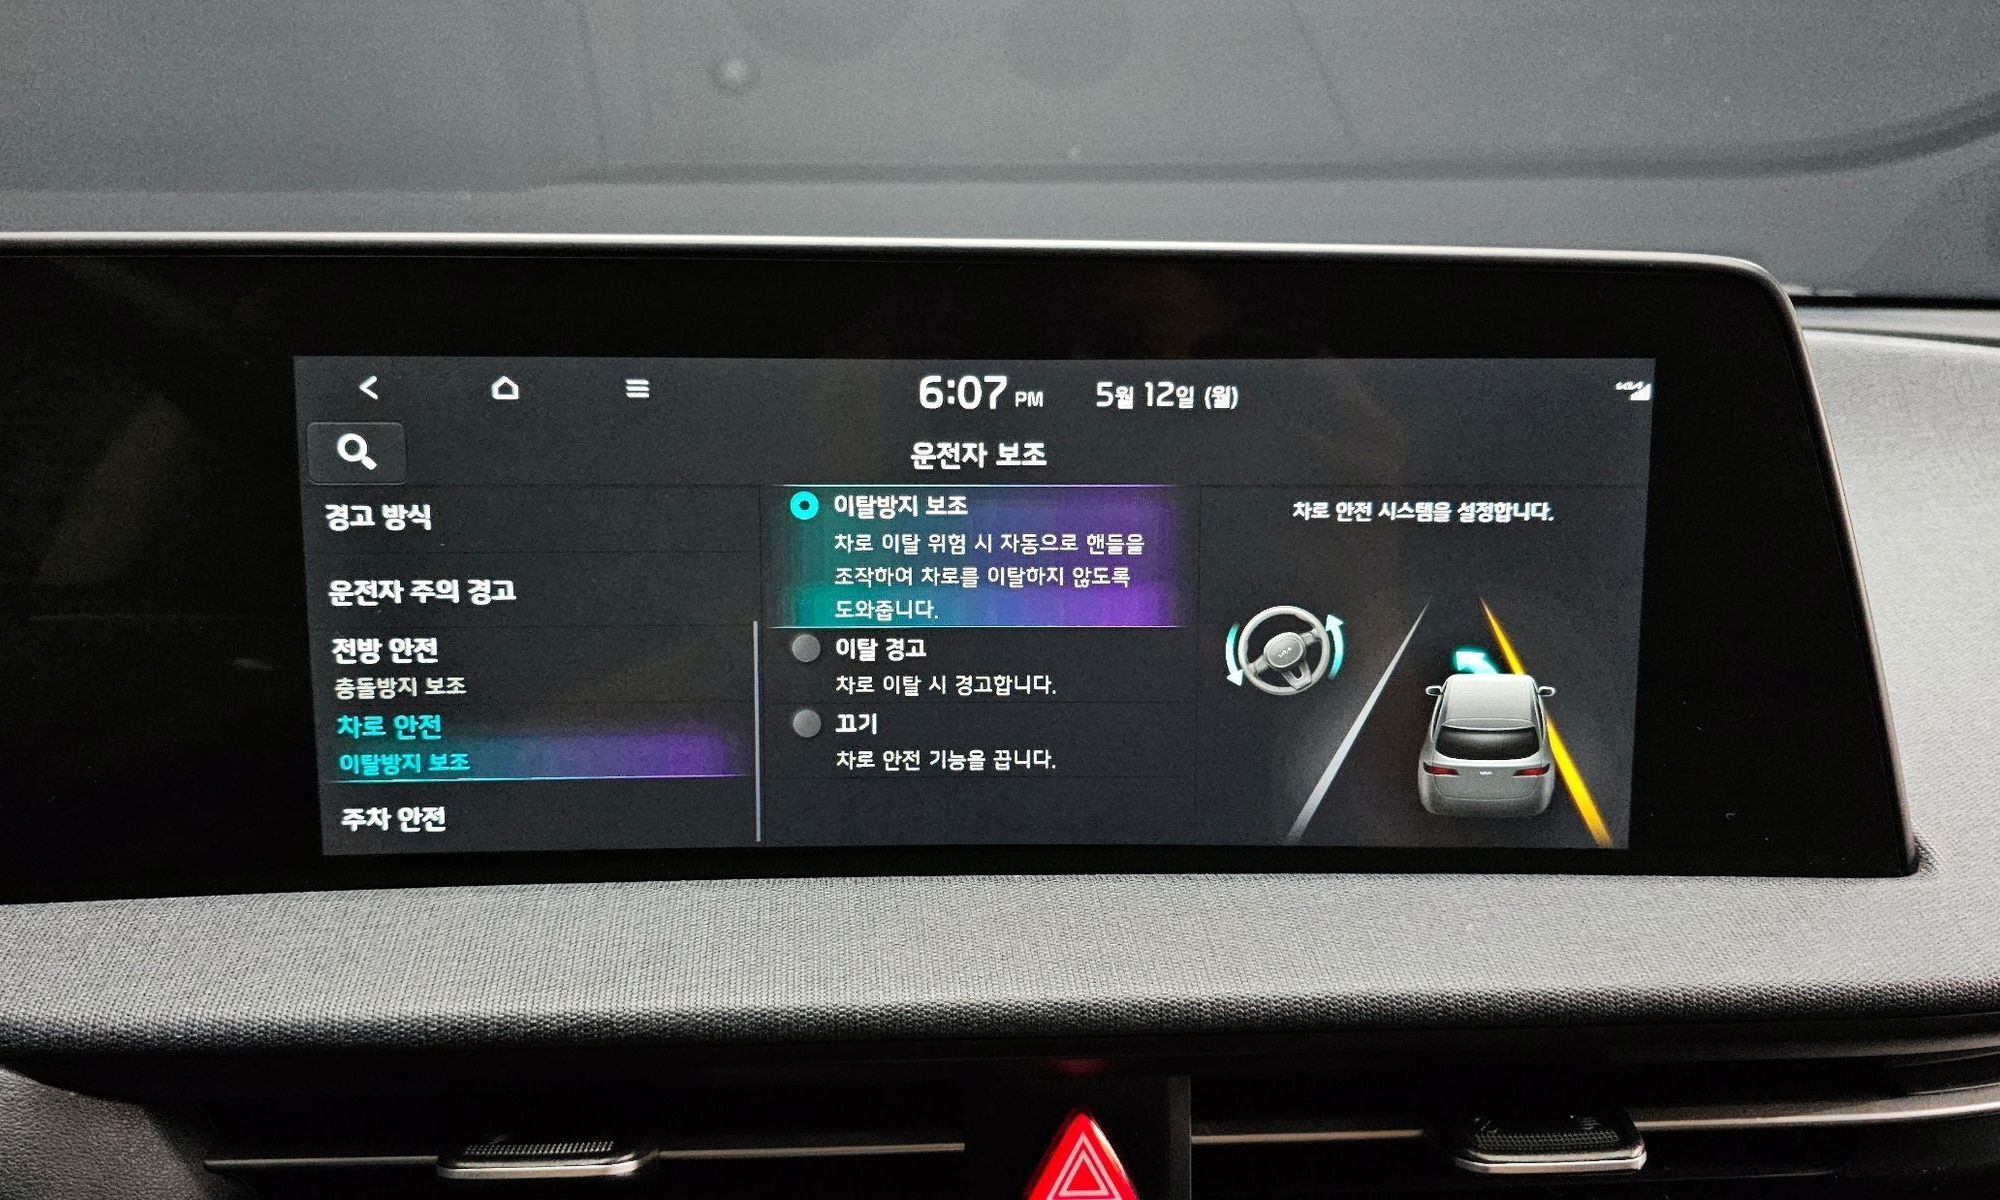 6:07 PM 5월 12일 (월)
운전자 보조
경고 방식
운전자 주의 경고
전방 안전
충돌방지 보조
차로 안전
이탈방지 보조
주차 안전
이탈방지 보조
차로 이탈 위험 시 자동으로 핸들을
조작하여 차로를 이탈하지 않도록
도와줍니다.
이탈 경고
차로 이탈 시 경고합니다.
끄기
차로 안전 기능을 끕니다.
차로 안전 시스템을 설정합니다.